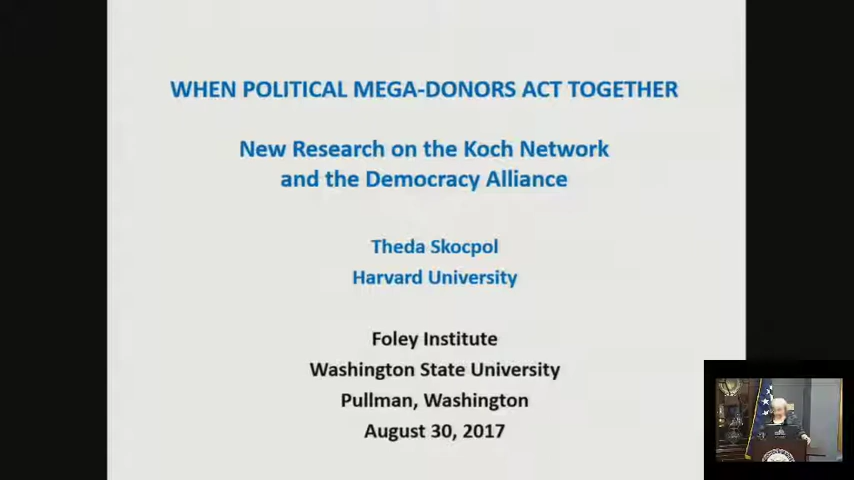 WHEN POLITICAL MEGA-DONORS ACT TOGETHER
New Research on the Koch Network
and the Democracy Alliance
Theda Skocpol
Harvard University
Foley Institute
Washington State University
Pullman, Washington
August 30, 2017